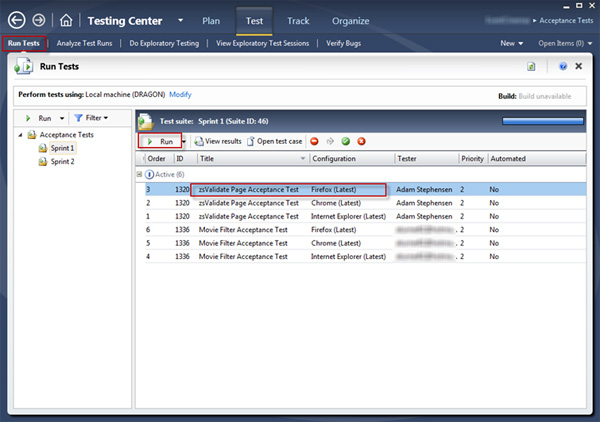 Testing Center Plan Test Track Organize
▸ Acceptance Tests
Run Tests Analyze Test Runs Do Exploratory Testing View Exploratory Test Sessions Verify Bugs New Open Items (0)
Run Tests
Perform tests using: Local machine (DRAGON) Modify Build: Build unavailable
Run Filter
Acceptance Tests
Sprint 1
Sprint 2
Test suite: Sprint 1 (Suite ID: 46)
Run View results Open test case
Order ID Title Configuration Tester Priority Automated
Active (6)
3 1320 zsValidate Page Acceptance Test Firefox (Latest) Adam Stephensen 2 No
2 1320 zsValidate Page Acceptance Test Chrome (Latest) Adam Stephensen 2 No
1 1320 zsValidate Page Acceptance Test Internet Explorer (Latest) Adam Stephensen 2 No
6 1336 Movie Filter Acceptance Test Firefox (Latest) 2 No
5 1336 Movie Filter Acceptance Test Chrome (Latest) 2 No
4 1336 Movie Filter Acceptance Test Internet Explorer (Latest) 2 No